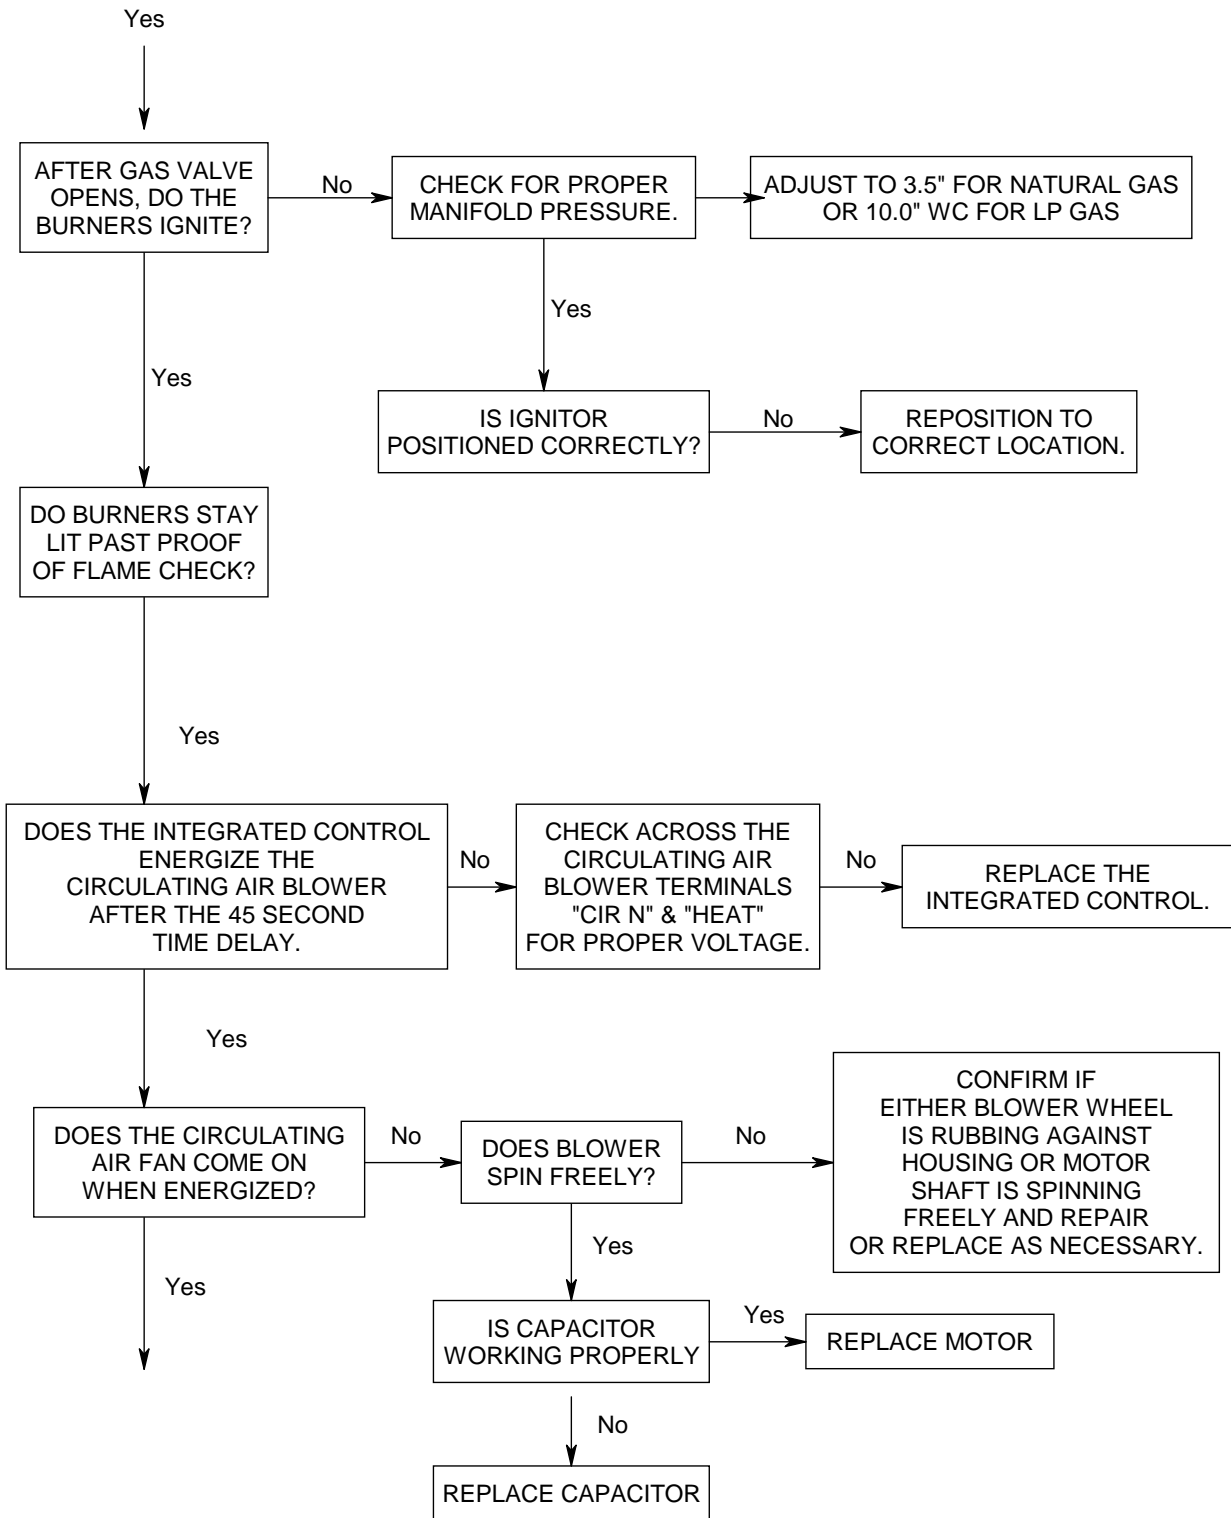 Yes
AFTER GAS VALVE
OPENS, DO THE
BURNERS IGNITE?
No
CHECK FOR PROPER
MANIFOLD PRESSURE.
ADJUST TO 3.5" FOR NATURAL GAS
OR 10.0" WC FOR LP GAS
Yes
Yes
IS IGNITOR
POSITIONED CORRECTLY?
No
REPOSITION TO
CORRECT LOCATION.
DO BURNERS STAY
LIT PAST PROOF
OF FLAME CHECK?
Yes
DOES THE INTEGRATED CONTROL
ENERGIZE THE
CIRCULATING AIR BLOWER
AFTER THE 45 SECOND
TIME DELAY.
No
CHECK ACROSS THE
CIRCULATING AIR
BLOWER TERMINALS
"CIR N" & "HEAT"
FOR PROPER VOLTAGE.
No
REPLACE THE
INTEGRATED CONTROL.
Yes
DOES THE CIRCULATING
AIR FAN COME ON
WHEN ENERGIZED?
No
DOES BLOWER
SPIN FREELY?
No
CONFIRM IF
EITHER BLOWER WHEEL
IS RUBBING AGAINST
HOUSING OR MOTOR
SHAFT IS SPINNING
FREELY AND REPAIR
OR REPLACE AS NECESSARY.
Yes
Yes
IS CAPACITOR
WORKING PROPERLY
Yes
REPLACE MOTOR
No
REPLACE CAPACITOR